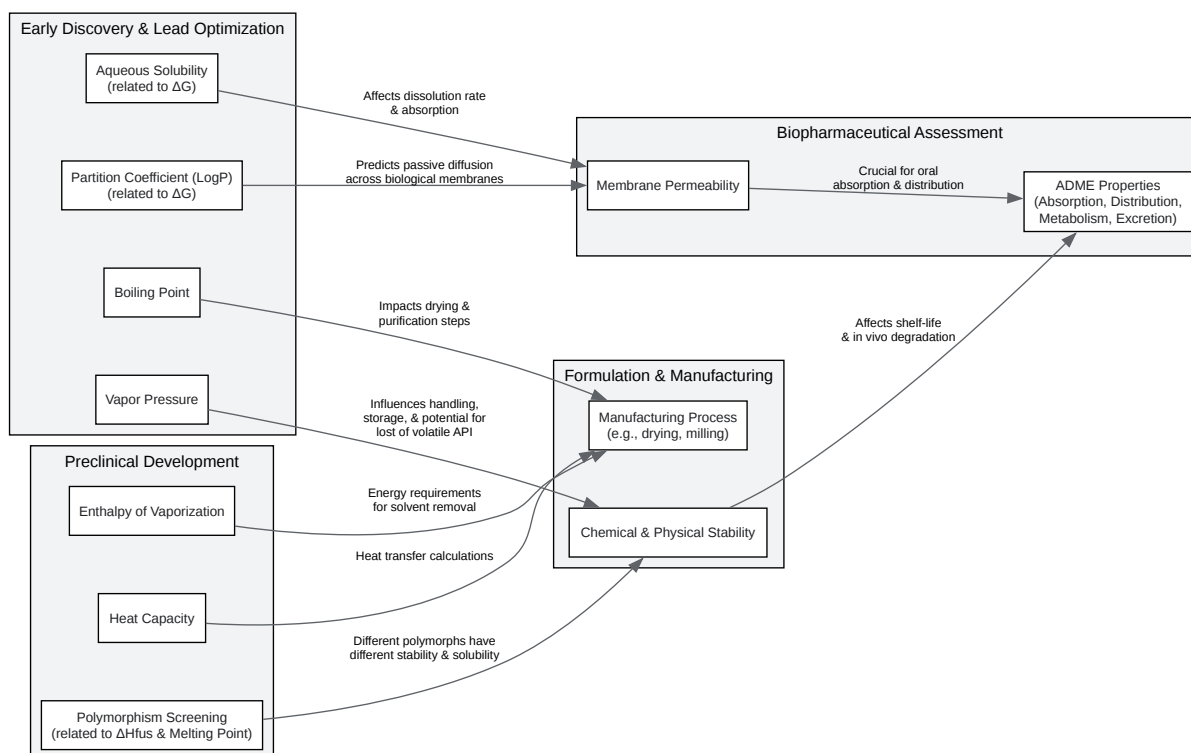 Early Discovery & Lead Optimization
Aqueous Solubility
(related to ΔG)
Partition Coefficient (LogP)
(related to ΔG)
Boiling Point
Vapor Pressure
Affects dissolution rate
& absorption
Predicts passive diffusion
across biological membranes
Impacts drying &
purification steps
Influences handling,
storage, & potential for
lost of volatile API
Biopharmaceutical Assessment
Membrane Permeability
Crucial for oral
absorption & distribution
ADME Properties
(Absorption, Distribution,
Metabolism, Excretion)
Affects shelf-life
& in vivo degradation
Formulation & Manufacturing
Manufacturing Process
(e.g., drying, milling)
Chemical & Physical Stability
Preclinical Development
Enthalpy of Vaporization
Heat Capacity
Polymorphism Screening
(related to ΔHfus & Melting Point)
Energy requirements
for solvent removal
Heat transfer calculations
Different polymorphs have
different stability & solubility